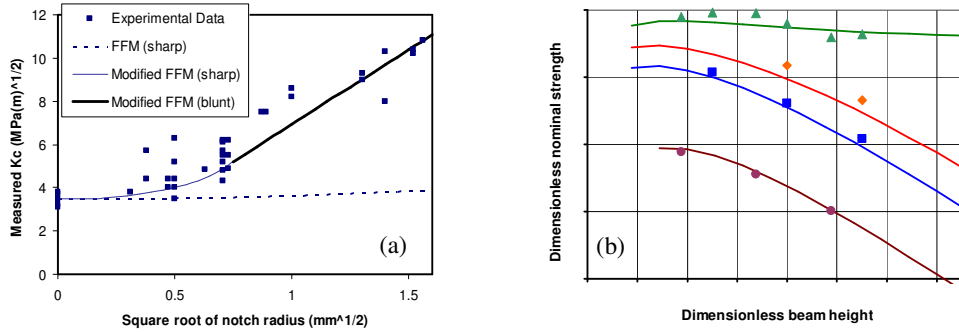 Experimental Data
FFM (sharp)
Modified FFM (sharp)
Modified FFM (blunt)
Measured Kc (MPa(m)^1/2)
12
10
8
6
4
2
0
0
0.5
1
1.5
Square root of notch radius (mm^1/2)
(a)
Dimensionless nominal strength
(b)
Dimensionless beam height